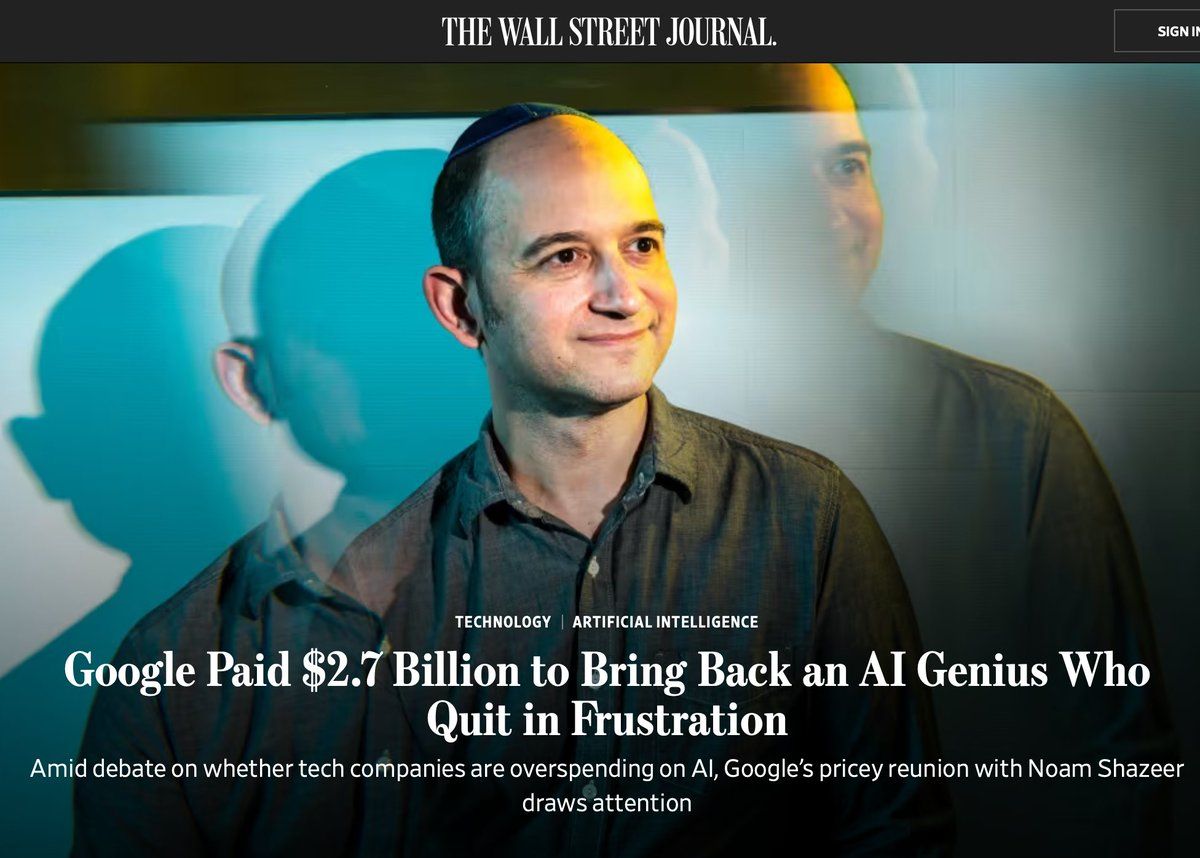 THE WALL STREET JOURNAL.
SIGN IN
TECHNOLOGY | ARTIFICIAL INTELLIGENCE
Google Paid $2.7 Billion to Bring Back an AI Genius Who
Quit in Frustration
Amid debate on whether tech companies are overspending on AI, Google’s pricey reunion with Noam Shazeer
draws attention